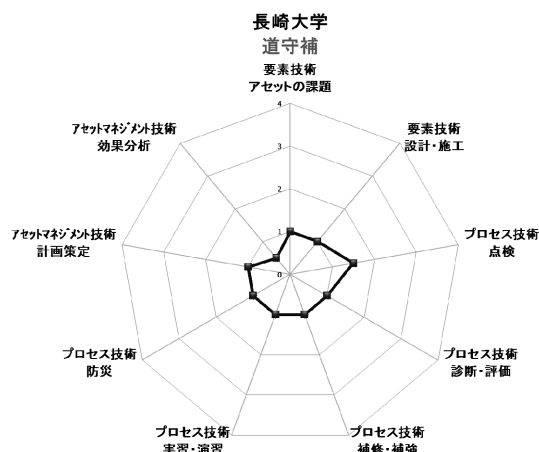 長崎大学
道守補
要素技術
アセットの課題
要素技術
設計・施工
プロセス技術
点検
プロセス技術
診断・評価
プロセス技術
補修・補強
プロセス技術
実習・演習
プロセス技術
防災
アセットマネジメント技術
計画策定
アセットマネジメント技術
効果分析
4
3
2
1
0